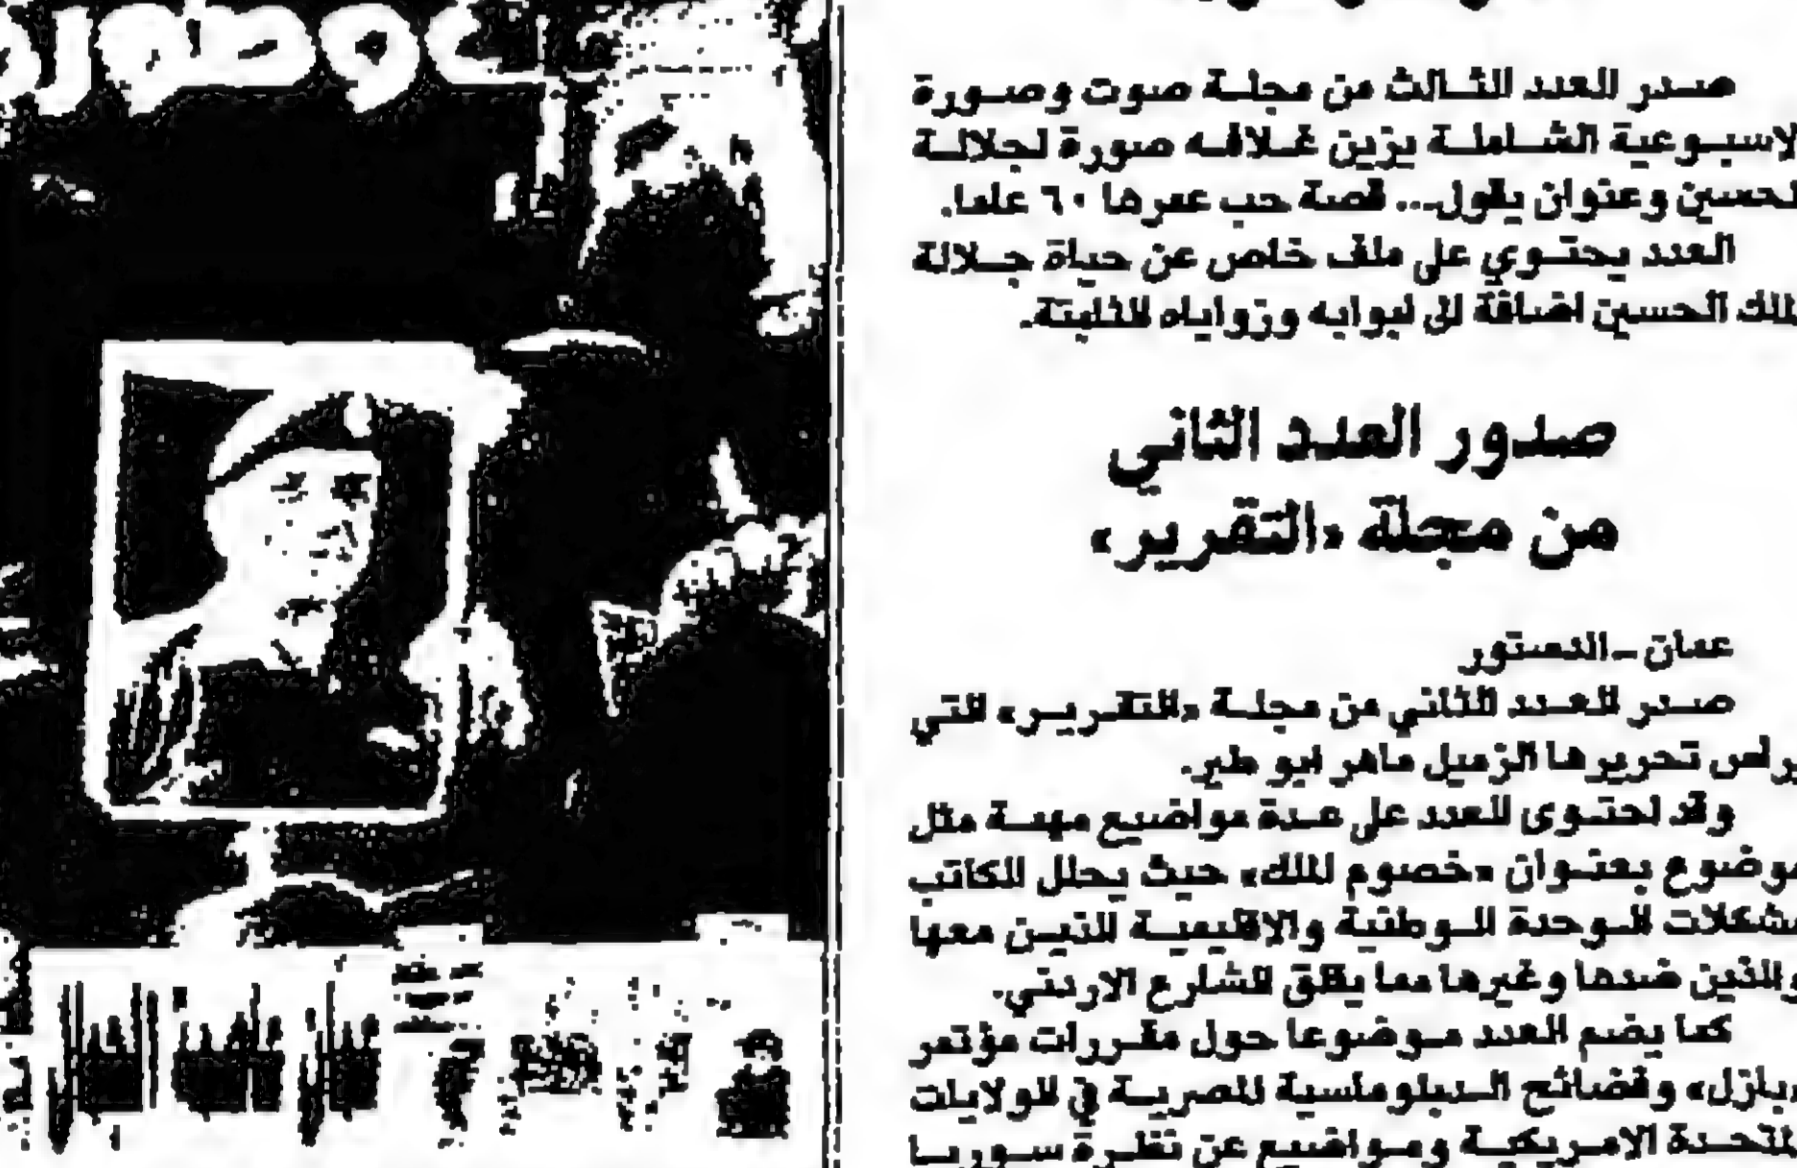 صدر العدد الثالث من مجلة صوت وصورة
الاسبوعية الشاملة يزين غلافه صورة لجلالة
الحسين وعنوان يقول... قصة حب عمرها ٦٠ عاما.
العدد يحتوي على ملف خاص عن حياة جلالة
الملك الحسين اضافة الى ابوابه وزواياه الثابتة.
صدور العدد الثاني
من مجلة «التقرير»
عمان - الدستور
صدر العدد الثاني من مجلة «التقرير» التي
يراس تحريرها الزميل ماهر ابو طير.
وقد احتوى العدد على عدة مواضيع مهمة مثل
موضوع بعنوان «خصوم الملك» حيث يحلل الكاتب
مشكلات الوحدة الوطنية والاقليمية الذين معها
والذين ضدها وغيرها مما يقلق الشارع الاردني.
كما يضم العدد موضوعا حول مقررات مؤتمر
«بازل» وفضائح الدبلوماسية المصرية في الولايات
المتحدة الامريكية ومواضيع عن نظرة سوريا